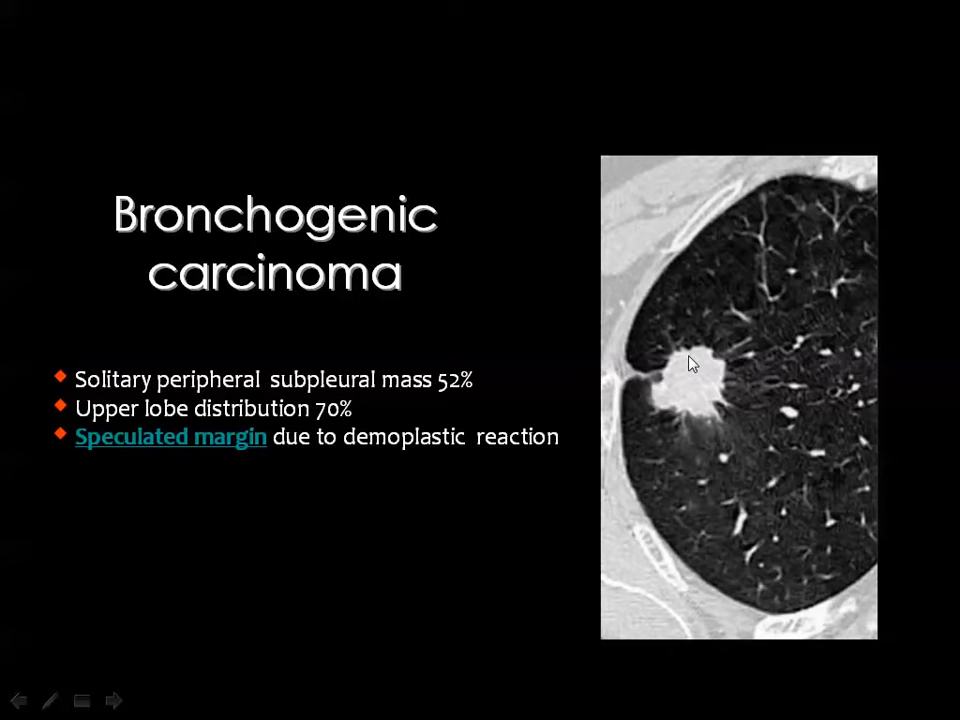 Bronchogenic
carcinoma
Solitary peripheral subpleural mass 52%
Upper lobe distribution 70%
Speculated margin due to demoplastic reaction